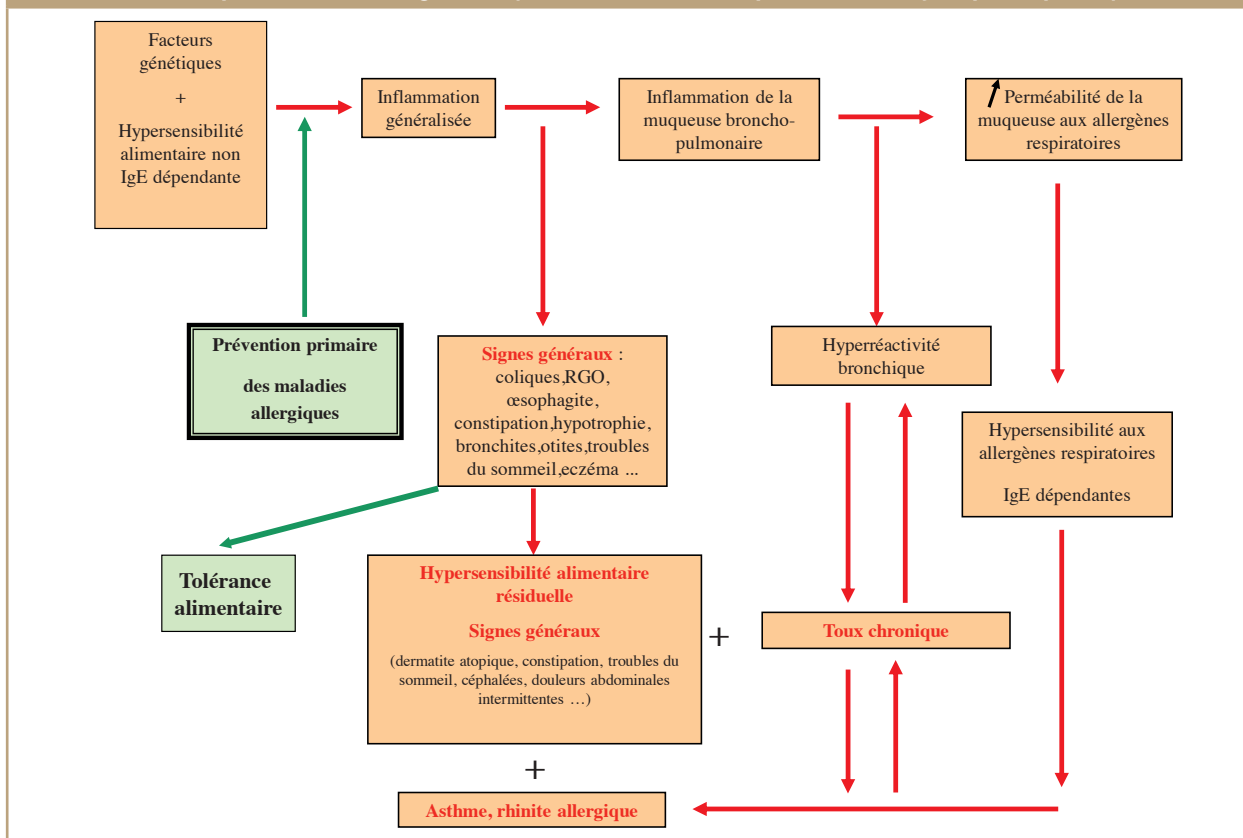 Facteurs
génétiques
+
Hypersensibilité
alimentaire non
IgE dépendante
Inflammation
généralisée
Inflammation de la
muqueuse broncho-
pulmonaire
Perméabilité de la
muqueuse aux allergènes
respiratoires
Prévention primaire
des maladies
allergiques
Signes généraux :
coliques,RGO,
œsophagite,
constipation,hypotrophie,
bronchites,otites,troubles
du sommeil,eczéma ...
Hyperréactivité
bronchique
Hypersensibilité aux
allergènes respiratoires
IgE dépendantes
Tolérance
alimentaire
Hypersensibilité alimentaire
résiduelle
Signes généraux
(dermatite atopique, constipation, troubles du
sommeil, céphalées, douleurs abdominales
intermittentes …)
+
Toux chronique
+
Asthme, rhinite allergique